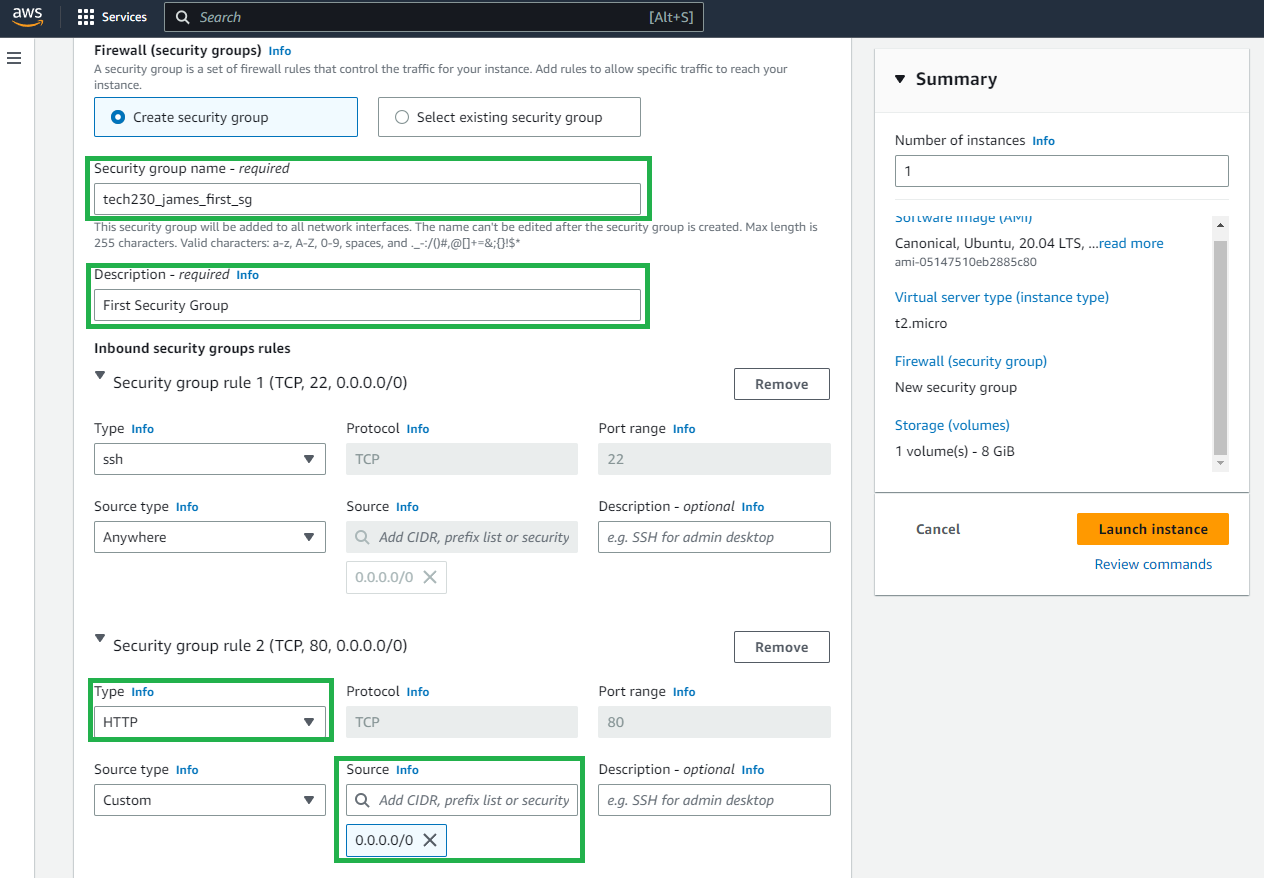 aws
Services
Search
[Alt+S]
Firewall (security groups) Info
A security group is a set of firewall rules that control the traffic for your instance. Add rules to allow specific traffic to reach your
instance.
Create security group
Select existing security group
Security group name - required
tech230_james_first_sg
This security group will be added to all network interfaces. The name can't be edited after the security group is created. Max length is
255 characters. Valid characters: a-z, A-Z, 0-9, spaces, and ._-:/()#,@[]+=&;{}!$*
Description - required Info
First Security Group
Inbound security groups rules
Security group rule 1 (TCP, 22, 0.0.0.0/0)
Remove
Type Info
Protocol Info
Port range Info
ssh
TCP
22
Source type Info
Source Info
Description - optional Info
Anywhere
Add CIDR, prefix list or security
e.g. SSH for admin desktop
0.0.0.0/0
Security group rule 2 (TCP, 80, 0.0.0.0/0)
Remove
Type Info
Protocol Info
Port range Info
HTTP
TCP
80
Source type Info
Source Info
Description - optional Info
Custom
Add CIDR, prefix list or security
e.g. SSH for admin desktop
0.0.0.0/0
Summary
Number of instances Info
1
Software Image (AMI)
Canonical, Ubuntu, 20.04 LTS, ...read more
ami-05147510eb2885c80
Virtual server type (instance type)
t2.micro
Firewall (security group)
New security group
Storage (volumes)
1 volume(s) - 8 GiB
Cancel
Launch instance
Review commands